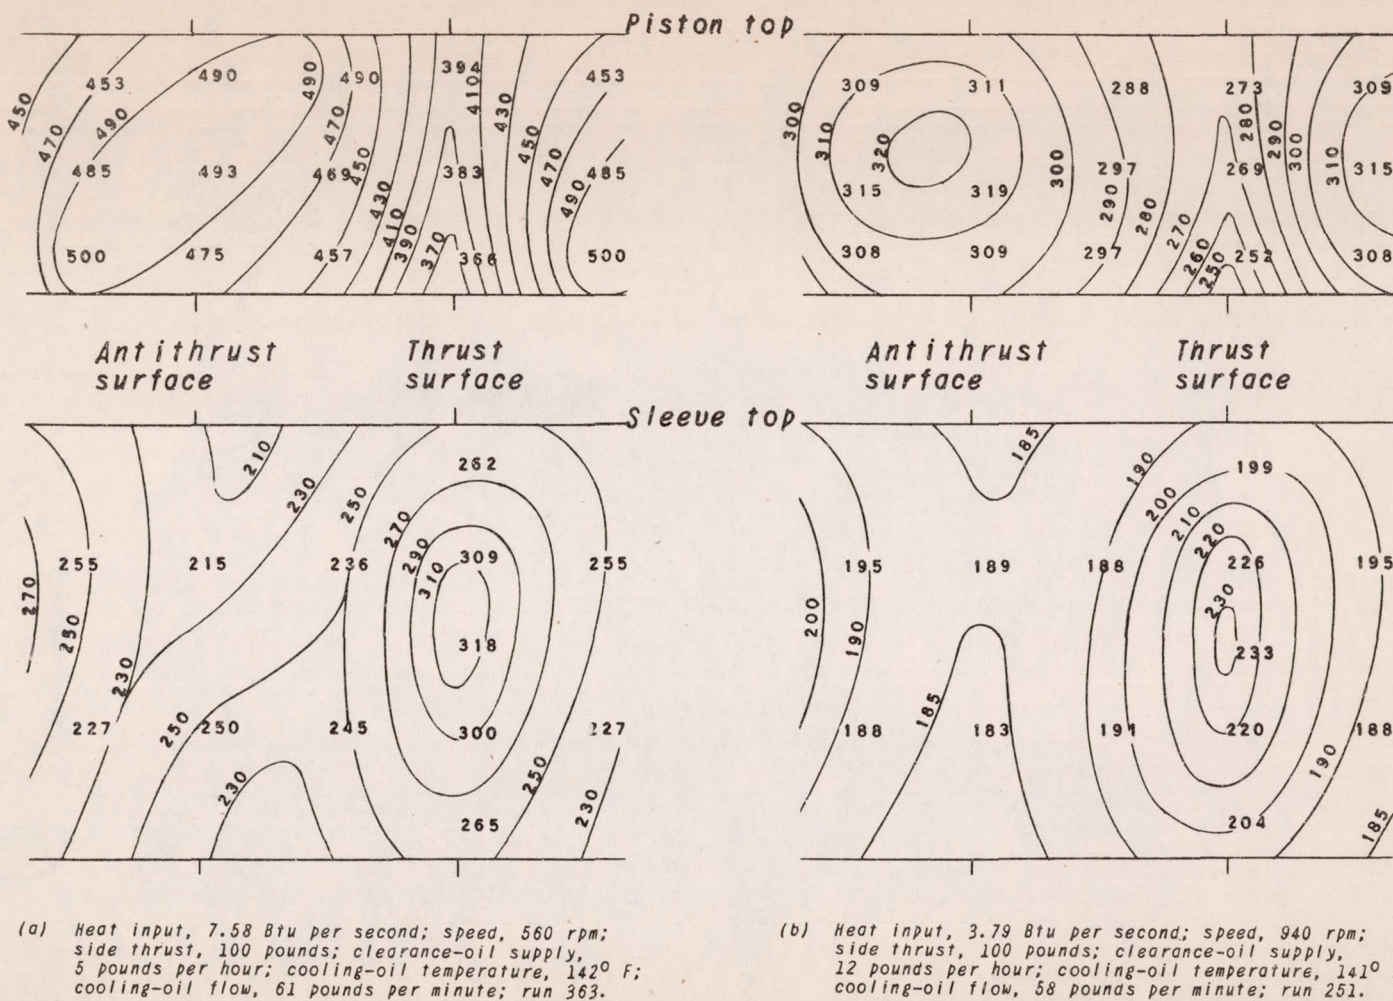 Piston top
450 453 490 490 490 394 410 430 453
470 490 470 450 450 470
485 493 469 430 383 490 485
410 390 370
500 475 457 366 500
300 309 311 288 273 280 290 300 309
310 320 300 297 269 310 315
315 319 290 280 270
308 309 297 260 250 252 308
Antithrust surface
Thrust surface
Antithrust surface
Thrust surface
Sleeve top
210 230 250 262
270 290 309
255 215 236 310 255
270 250 318
230
227 250 250 245 300 227
230 250 230
265
185 190 199
200 210 220
195 189 188 226 195
200 190 230 233
185
188 183 191 220 188
190
204 185
(a) Heat input, 7.58 Btu per second; speed, 560 rpm;
side thrust, 100 pounds; clearance-oil supply,
5 pounds per hour; cooling-oil temperature, 142° F;
cooling-oil flow, 61 pounds per minute; run 363.
(b) Heat input, 3.79 Btu per second; speed, 940 rpm;
side thrust, 100 pounds; clearance-oil supply,
12 pounds per hour; cooling-oil temperature, 141°
cooling-oil flow, 58 pounds per minute; run 251.